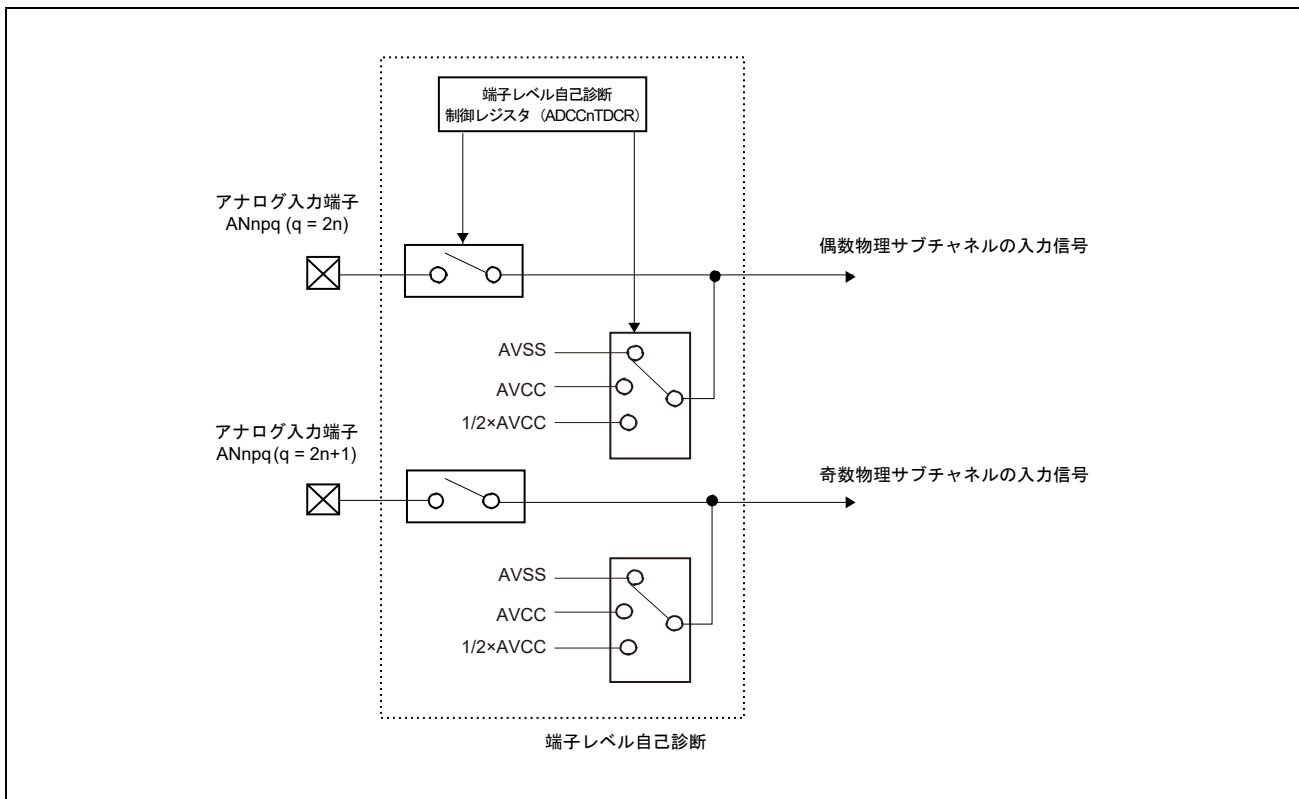 端子レベル自己診断
制御レジスタ（ADCCnTDCR）
アナログ入力端子
ANnpq (q = 2n)
偶数物理サブチャネルの入力信号
AVSS
AVCC
1/2×AVCC
アナログ入力端子
ANnpq (q = 2n+1)
奇数物理サブチャネルの入力信号
AVSS
AVCC
1/2×AVCC
端子レベル自己診断